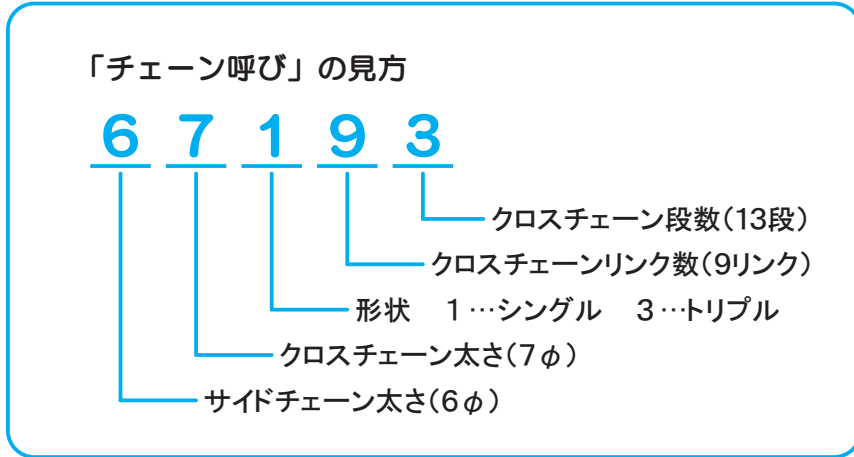 「チェーン呼び」の見方
6 7 1 9 3
クロスチェーン段数(13段)
クロスチェーンリンク数(9リンク)
形状 1…シングル 3…トリプル
クロスチェーン太さ(7φ)
サイドチェーン太さ(6φ)